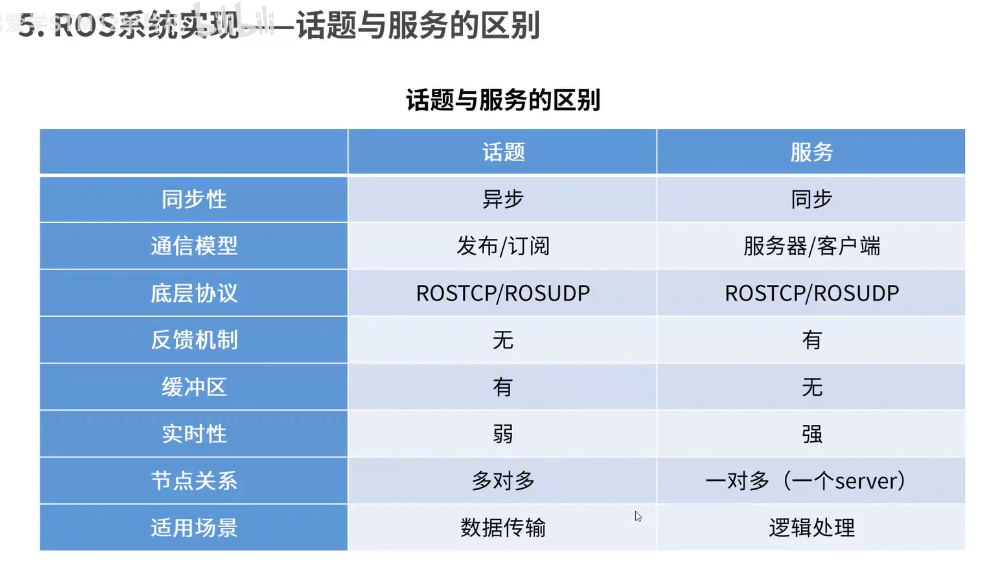 5. ROS系统实现——话题与服务的区别
话题与服务的区别
话题 服务
同步性 异步 同步
通信模型 发布/订阅 服务器/客户端
底层协议 ROSTCP/ROSUDP ROSTCP/ROSUDP
反馈机制 无 有
缓冲区 有 无
实时性 弱 强
节点关系 多对多 一对多（一个server）
适用场景 数据传输 逻辑处理